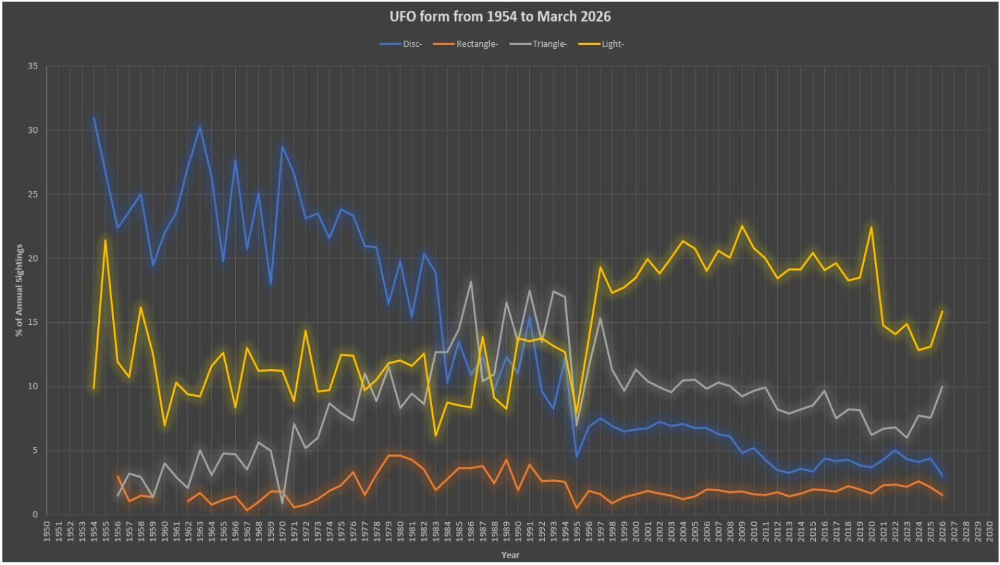 UFO form from 1954 to March 2026
Disc- Rectangle- Triangle- Light-
35
30
25
20
15
10
5
0
% of Annual Sightings
1950 1951 1952 1953 1954 1955 1956 1957 1958 1959 1960 1961 1962 1963 1964 1965 1966 1967 1968 1969 1970 1971 1972 1973 1974 1975 1976 1977 1978 1979 1980 1981 1982 1983 1984 1985 1986 1987 1988 1989 1990 1991 1992 1993 1994 1995 1996 1997 1998 1999 2000 2001 2002 2003 2004 2005 2006 2007 2008 2009 2010 2011 2012 2013 2014 2015 2016 2017 2018 2019 2020 2021 2022 2023 2024 2025 2026 2027 2028 2029 2030
Year